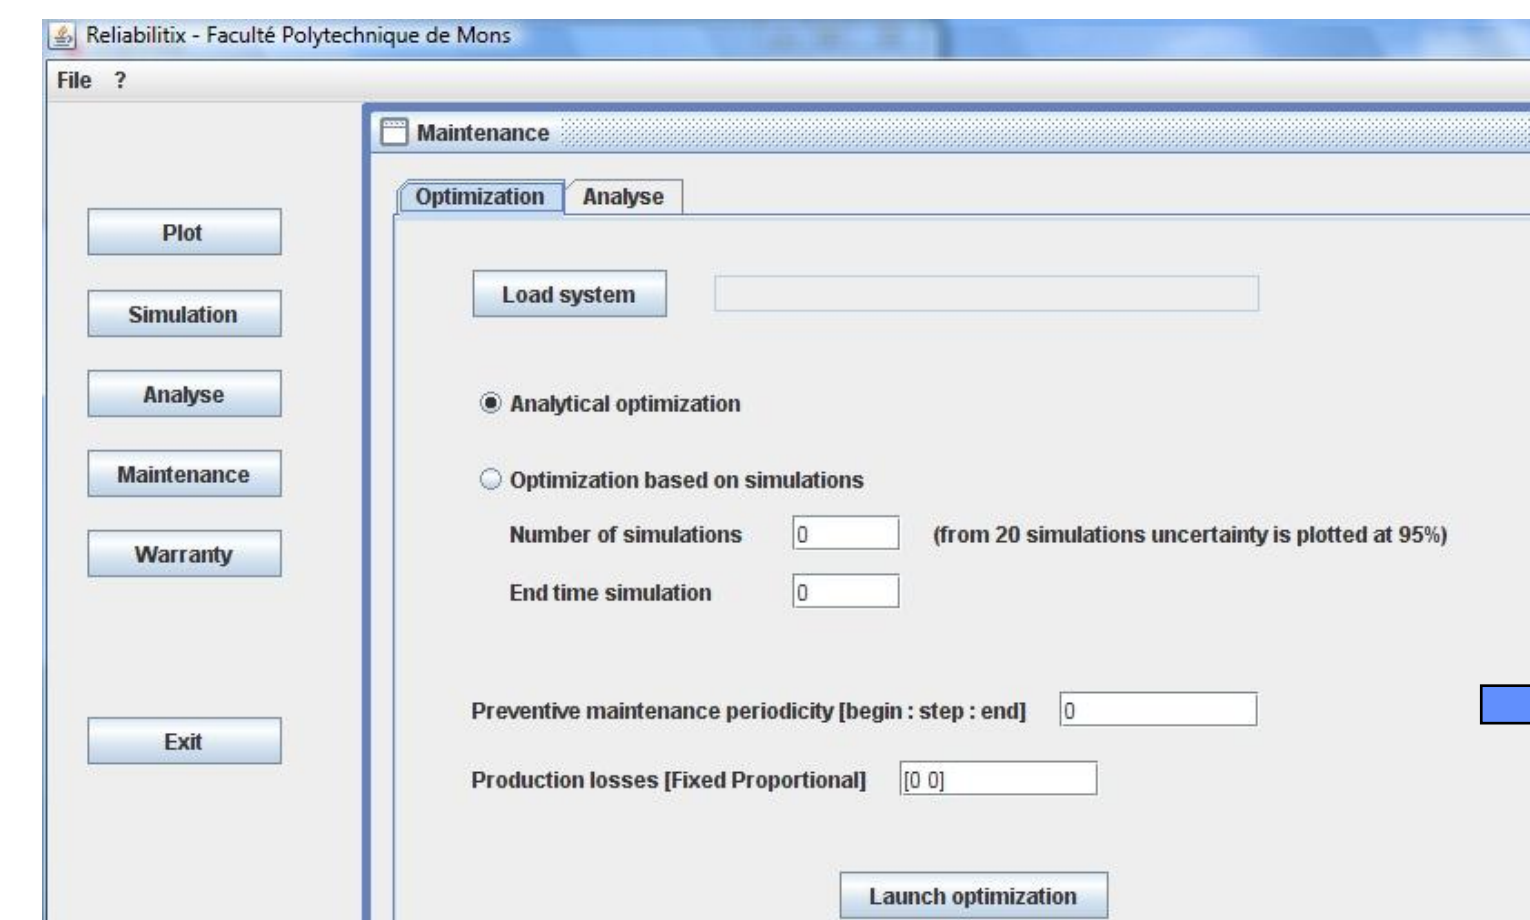 Reliabilitix - Faculté Polytechnique de Mons
File ?
Maintenance
Optimization Analyse
Plot
Simulation
Analyse
Maintenance
Warranty
Exit
Load system
Analytical optimization
Optimization based on simulations
Number of simulations 0 (from 20 simulations uncertainty is plotted at 95%)
End time simulation 0
Preventive maintenance periodicity [begin : step : end] 0
Production losses [Fixed Proportional] [0 0]
Launch optimization